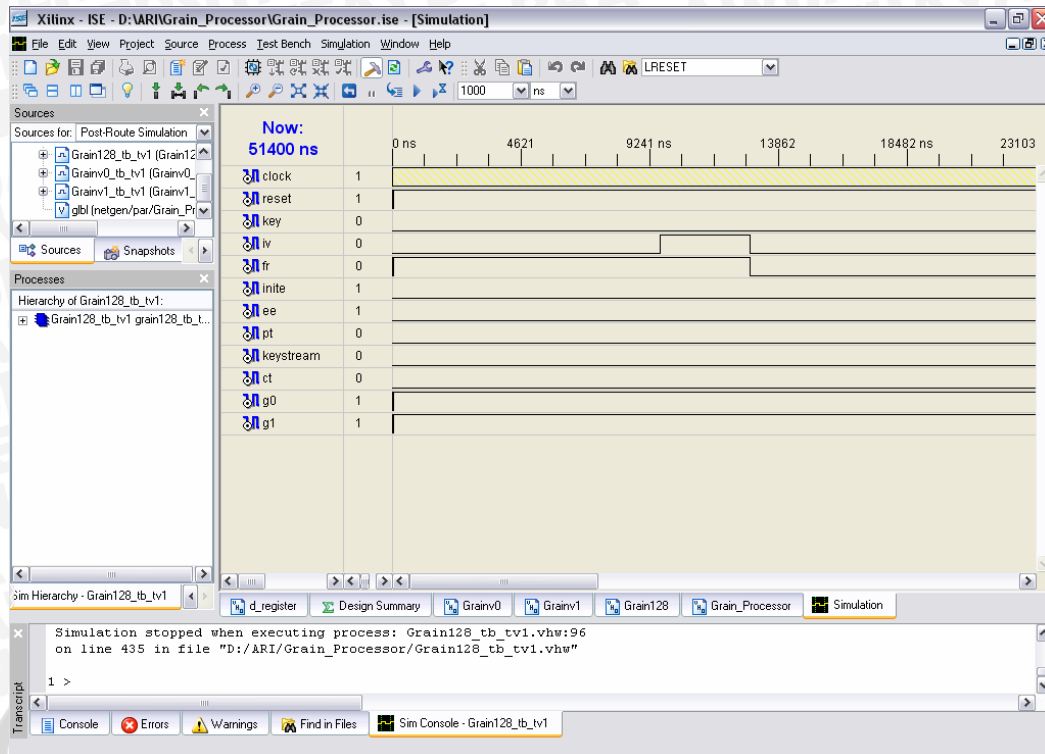 Xilinx - ISE - D:\ARI\Grain_Processor\Grain_Processor.ise - [Simulation]
File Edit View Project Source Process Test Bench Simulation Window Help
LRESET
1000 ns
Sources
Sources for: Post-Route Simulation
Grain128_tb_tv1 (Grain12
Grainv0_tb_tv1 (Grainv0_
Grainv1_tb_tv1 (Grainv1_
glbl (netgen/par/Grain_Pr
Sources Snapshots
Processes
Hierarchy of Grain128_tb_tv1:
Grain128_tb_tv1 grain128_tb_t...
Sim Hierarchy - Grain128_tb_tv1
Now:
51400 ns
0 ns 4621 9241 ns 13862 18482 ns 23103
clock 1
reset 1
key 0
iv 0
fr 0
inite 1
ee 1
pt 0
keystream 0
ct 0
g0 1
g1 1
d_register Design Summary Grainv0 Grainv1 Grain128 Grain_Processor Simulation
Simulation stopped when executing process: Grain128_tb_tv1.vhw:96
on line 435 in file "D:/ARI/Grain_Processor/Grain128_tb_tv1.vhw"
1 >
Transcript
Console Errors Warnings Find in Files Sim Console - Grain128_tb_tv1